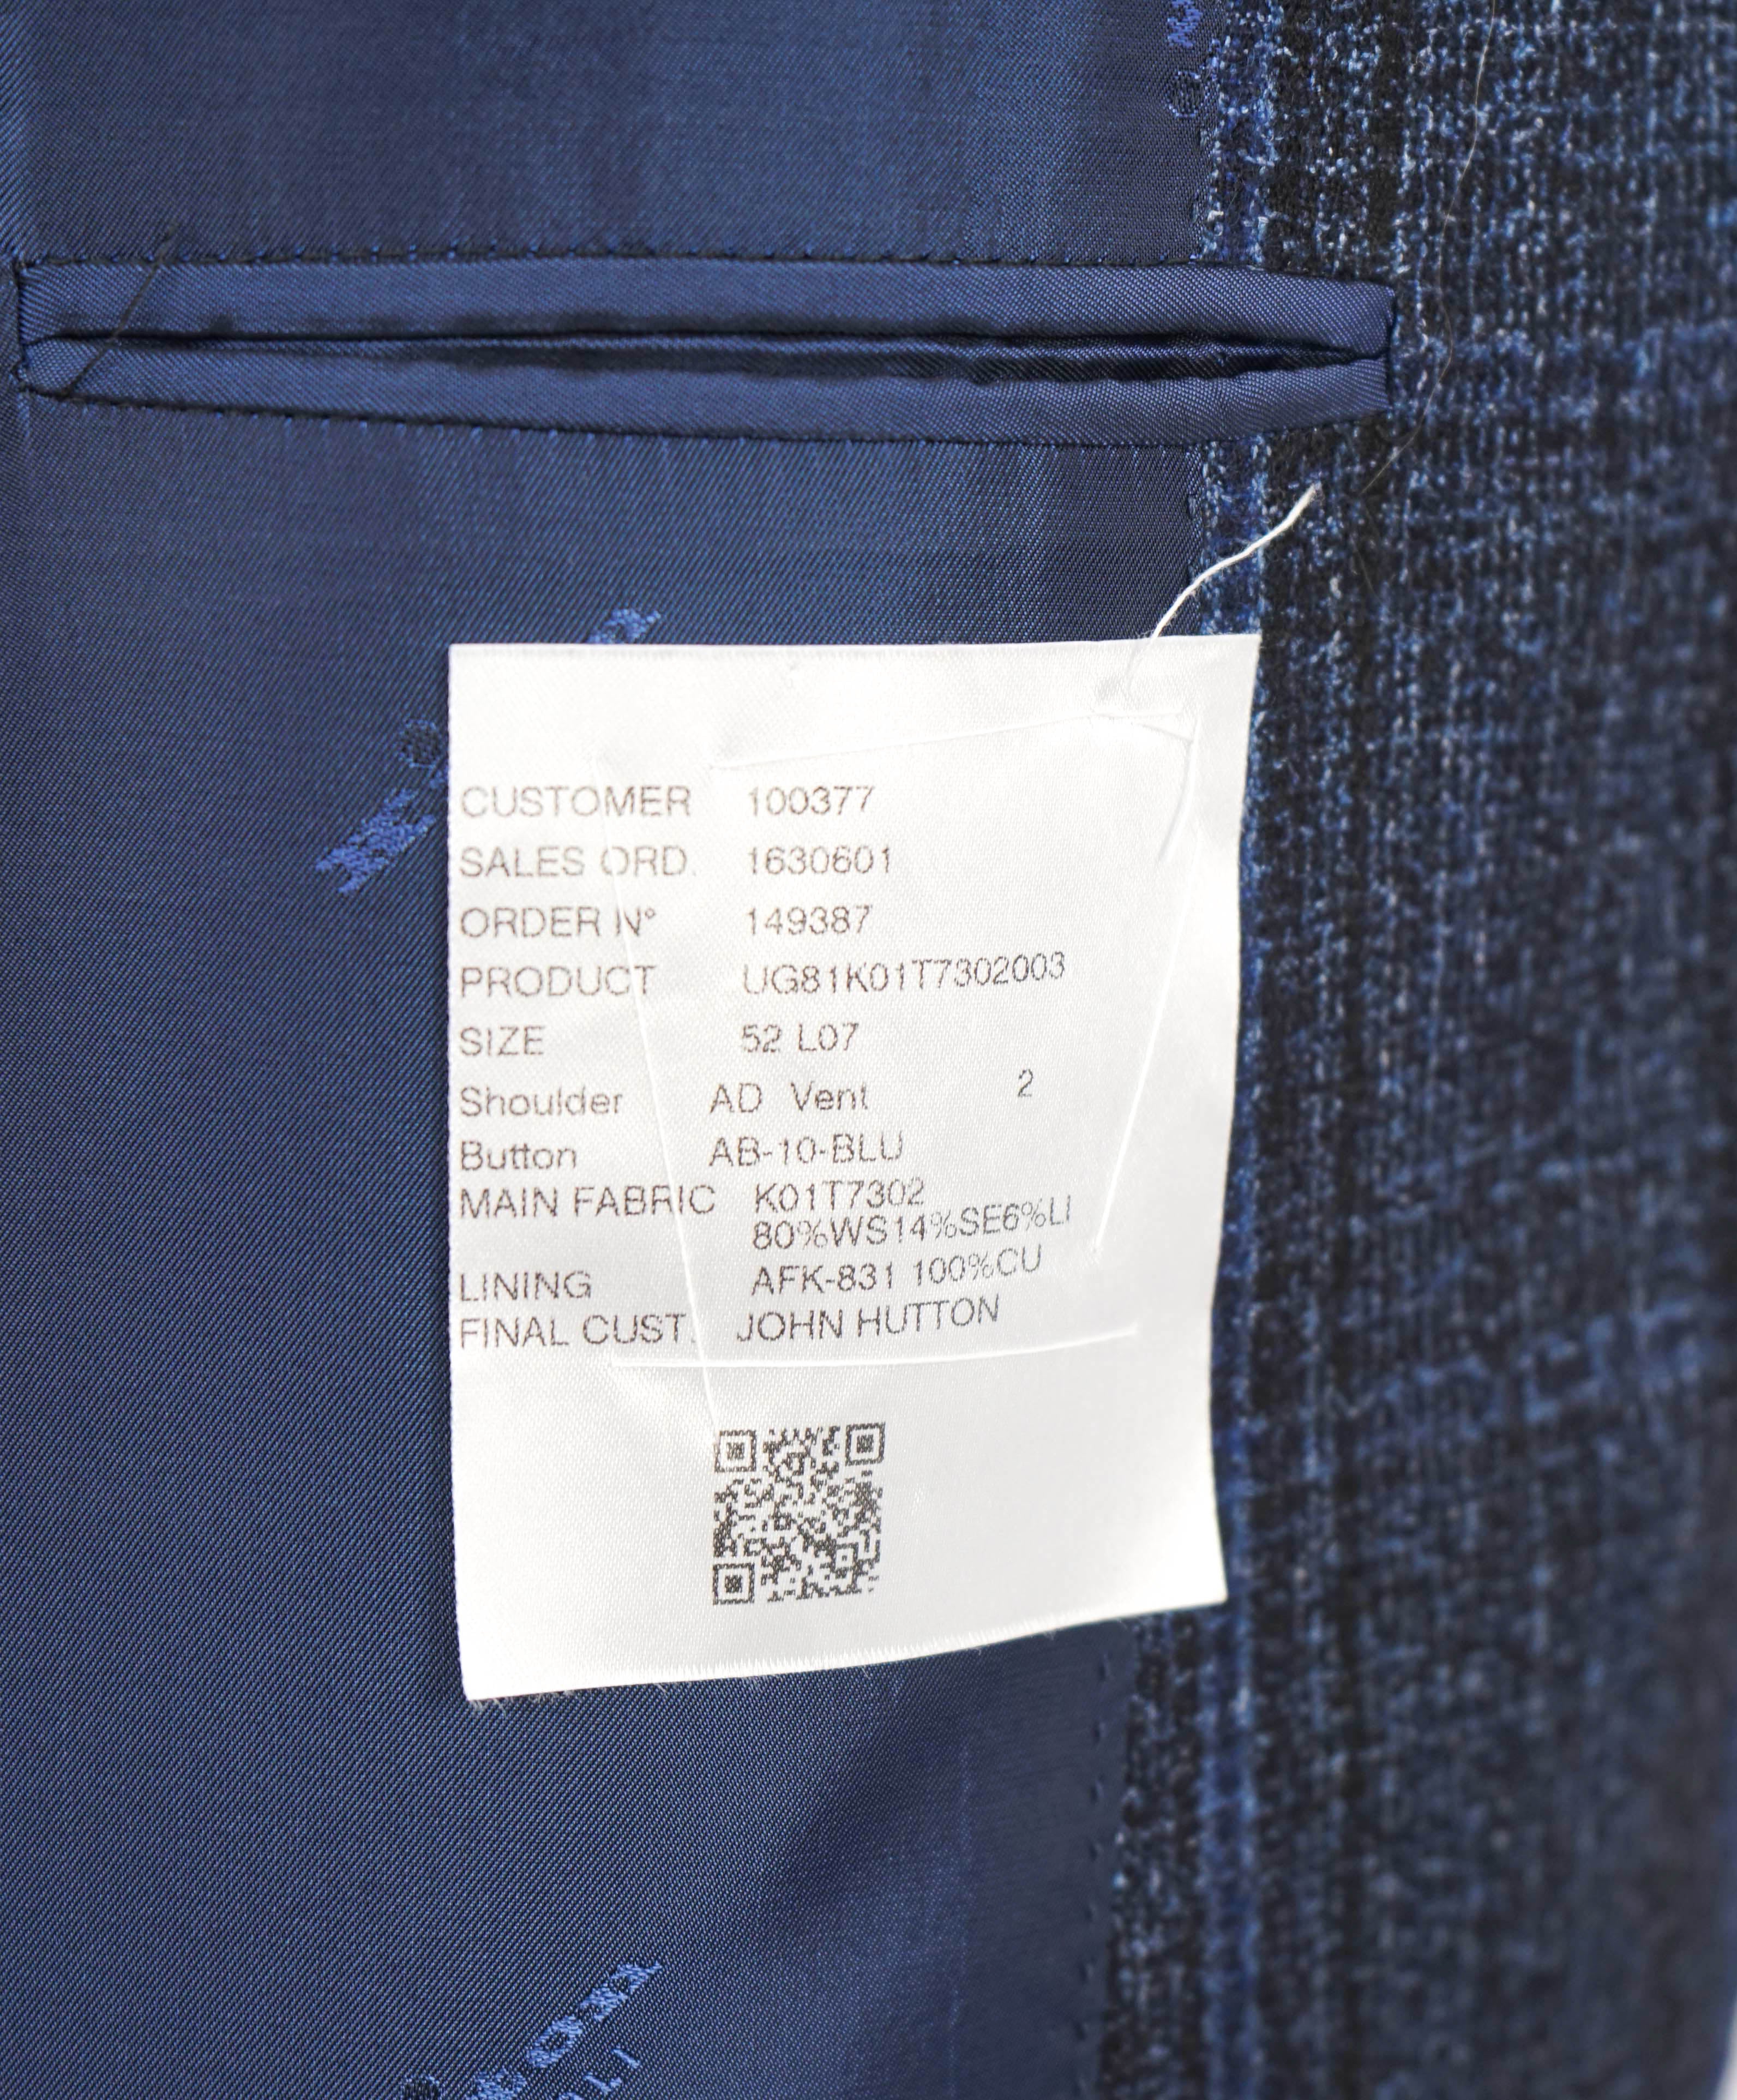 CUSTOMER 100377
SALES ORD. 1630601
ORDER N° 149387
PRODUCT UG81K01T7302003
SIZE 52 L07
Shoulder AD Vent 2
Button AB-10-BLU
MAIN FABRIC K01T7302
80%WS14%SE6%LI
LINING AFK-831 100%CU
FINAL CUST. JOHN HUTTON